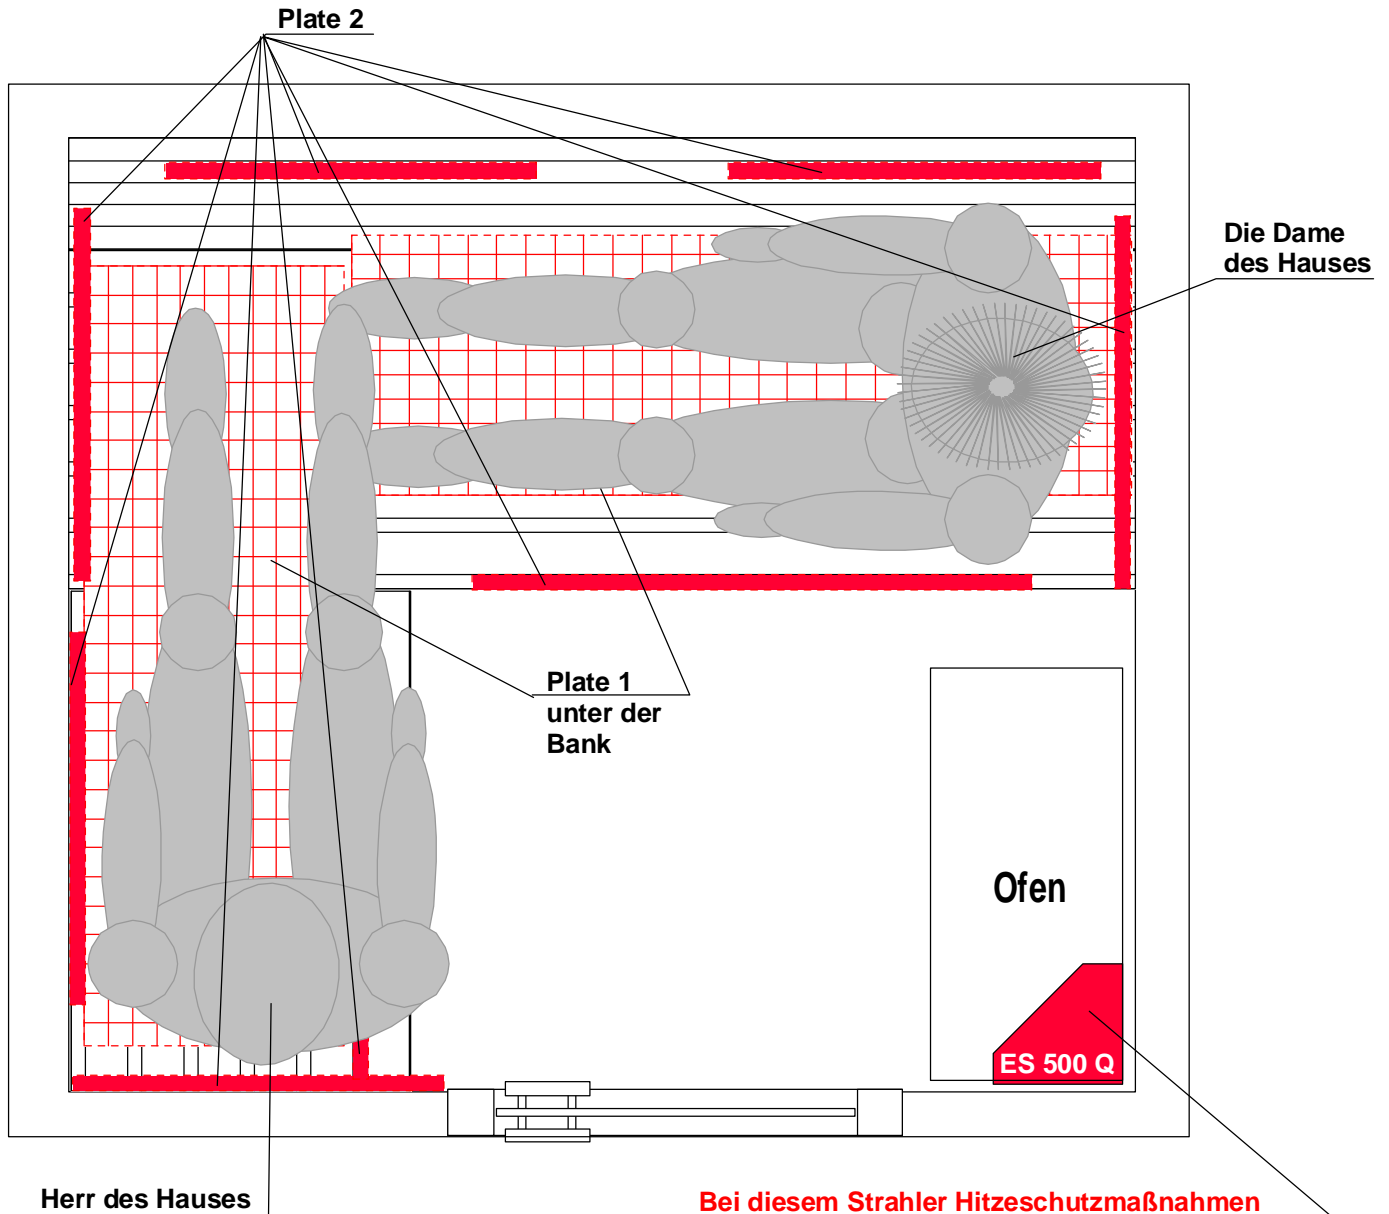 Plate 2
Die Dame
des Hauses
Plate 1
unter der
Bank
Ofen
ES 500 Q
Herr des Hauses
Bei diesem Strahler Hitzeschutzmaßnahmen